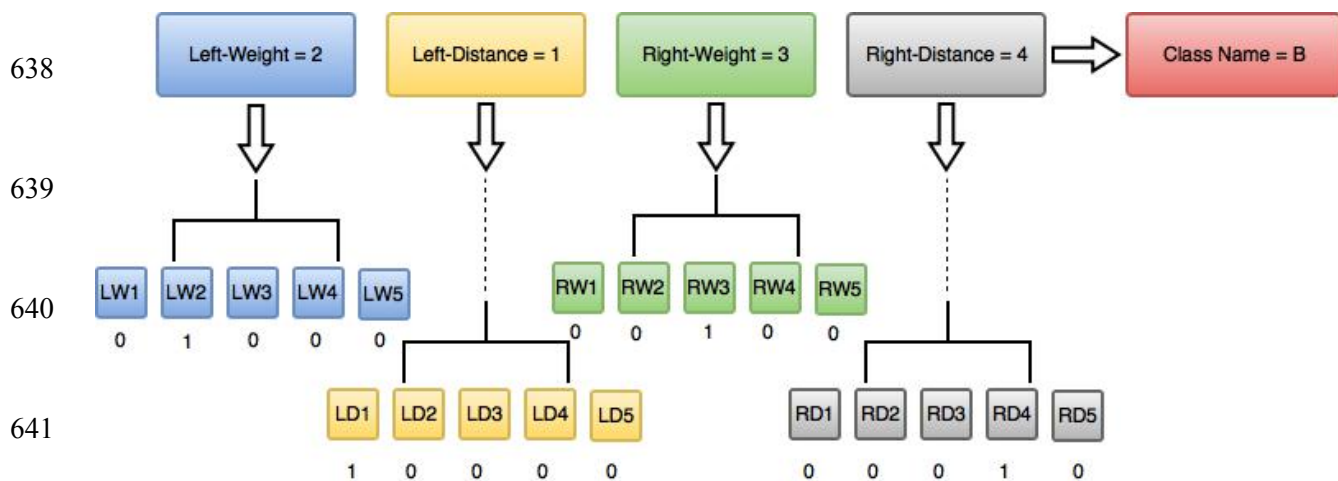 638
Left-Weight = 2
Left-Distance = 1
Right-Weight = 3
Right-Distance = 4
Class Name = B
639
640
LW1 LW2 LW3 LW4 LW5
0 1 0 0 0
RW1 RW2 RW3 RW4 RW5
0 0 1 0 0
641
LD1 LD2 LD3 LD4 LD5
1 0 0 0 0
RD1 RD2 RD3 RD4 RD5
0 0 0 1 0